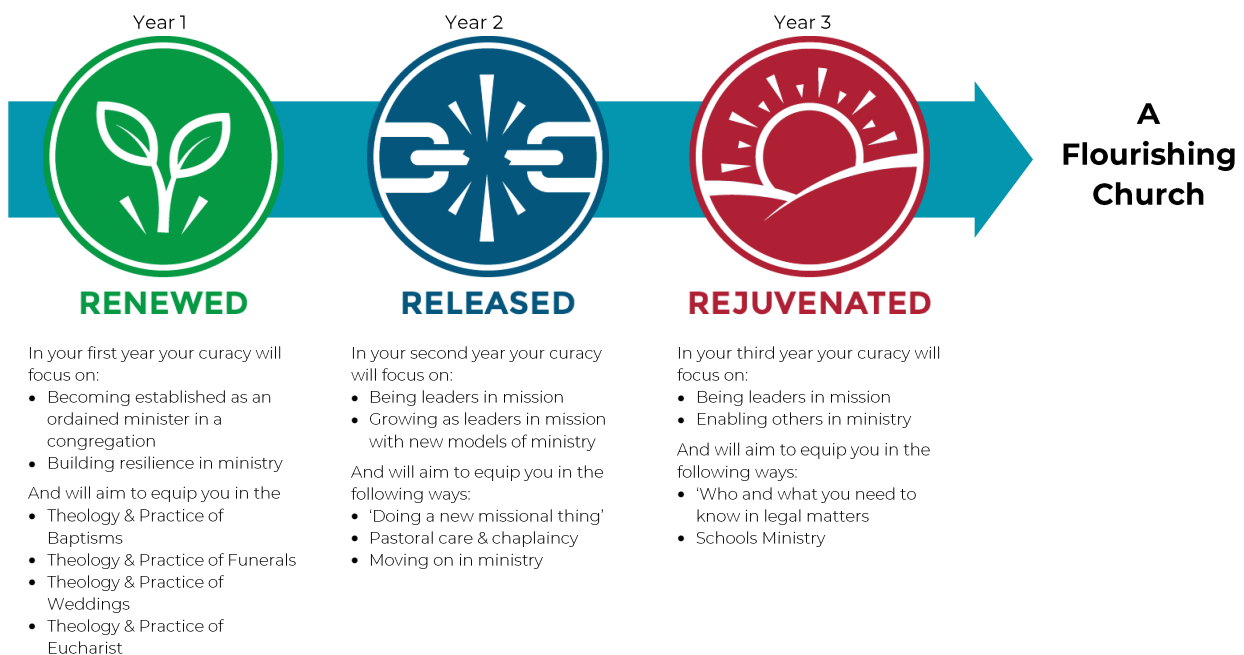 Year 1
Year 2
Year 3
A
Flourishing
Church
RENEWED
In your first year your curacy will
focus on:
• Becoming established as an
ordained minister in a
congregation
• Building resilience in ministry
And will aim to equip you in the
• Theology & Practice of
Baptisms
• Theology & Practice of Funerals
• Theology & Practice of
Weddings
• Theology & Practice of
Eucharist
RELEASED
In your second year your curacy
will focus on:
• Being leaders in mission
• Growing as leaders in mission
with new models of ministry
And will aim to equip you in the
following ways:
• ‘Doing a new missional thing’
• Pastoral care & chaplaincy
• Moving on in ministry
REJUVENATED
In your third year your curacy will
focus on:
• Being leaders in mission
• Enabling others in ministry
And will aim to equip you in the
following ways:
• ‘Who and what you need to
know in legal matters
• Schools Ministry